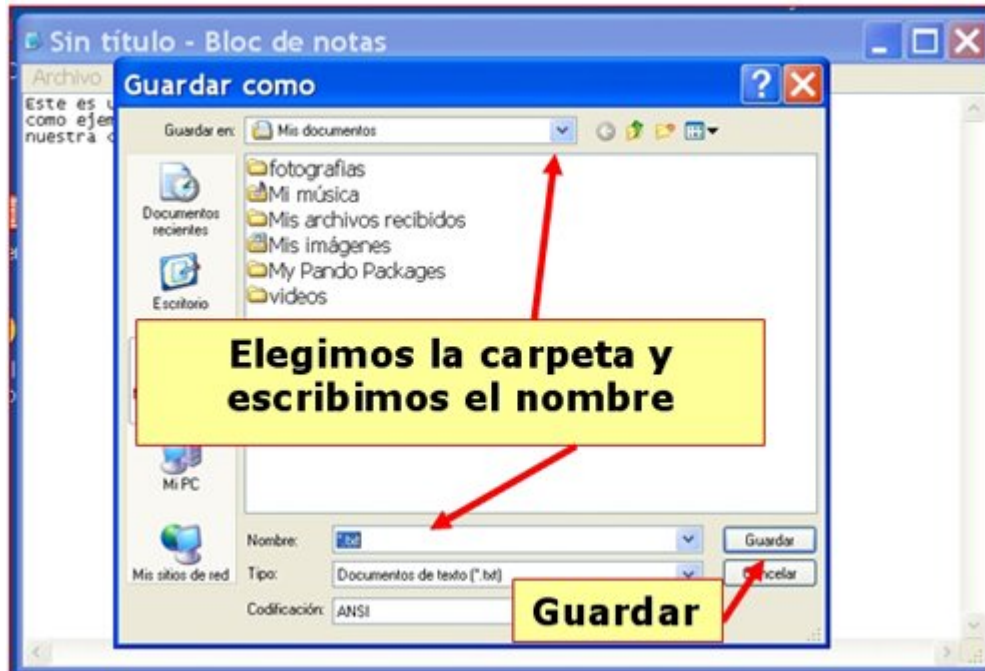 Sin título - Bloc de notas
Archivo
Este es
como
nuestra
Guardar como
Guardar en:
Mis documentos
Documentos
recientes
Escritorio
Mi PC
Mis sitios de red
fotografias
Mi música
Mis archivos recibidos
Mis imágenes
My Pando Packages
videos
Elegimos la carpeta y
escribimos el nombre
Nombre:
*.txt
Guardar
Tipo:
Documentos de texto (*.txt)
Cancelar
Codificación:
ANSI
Guardar